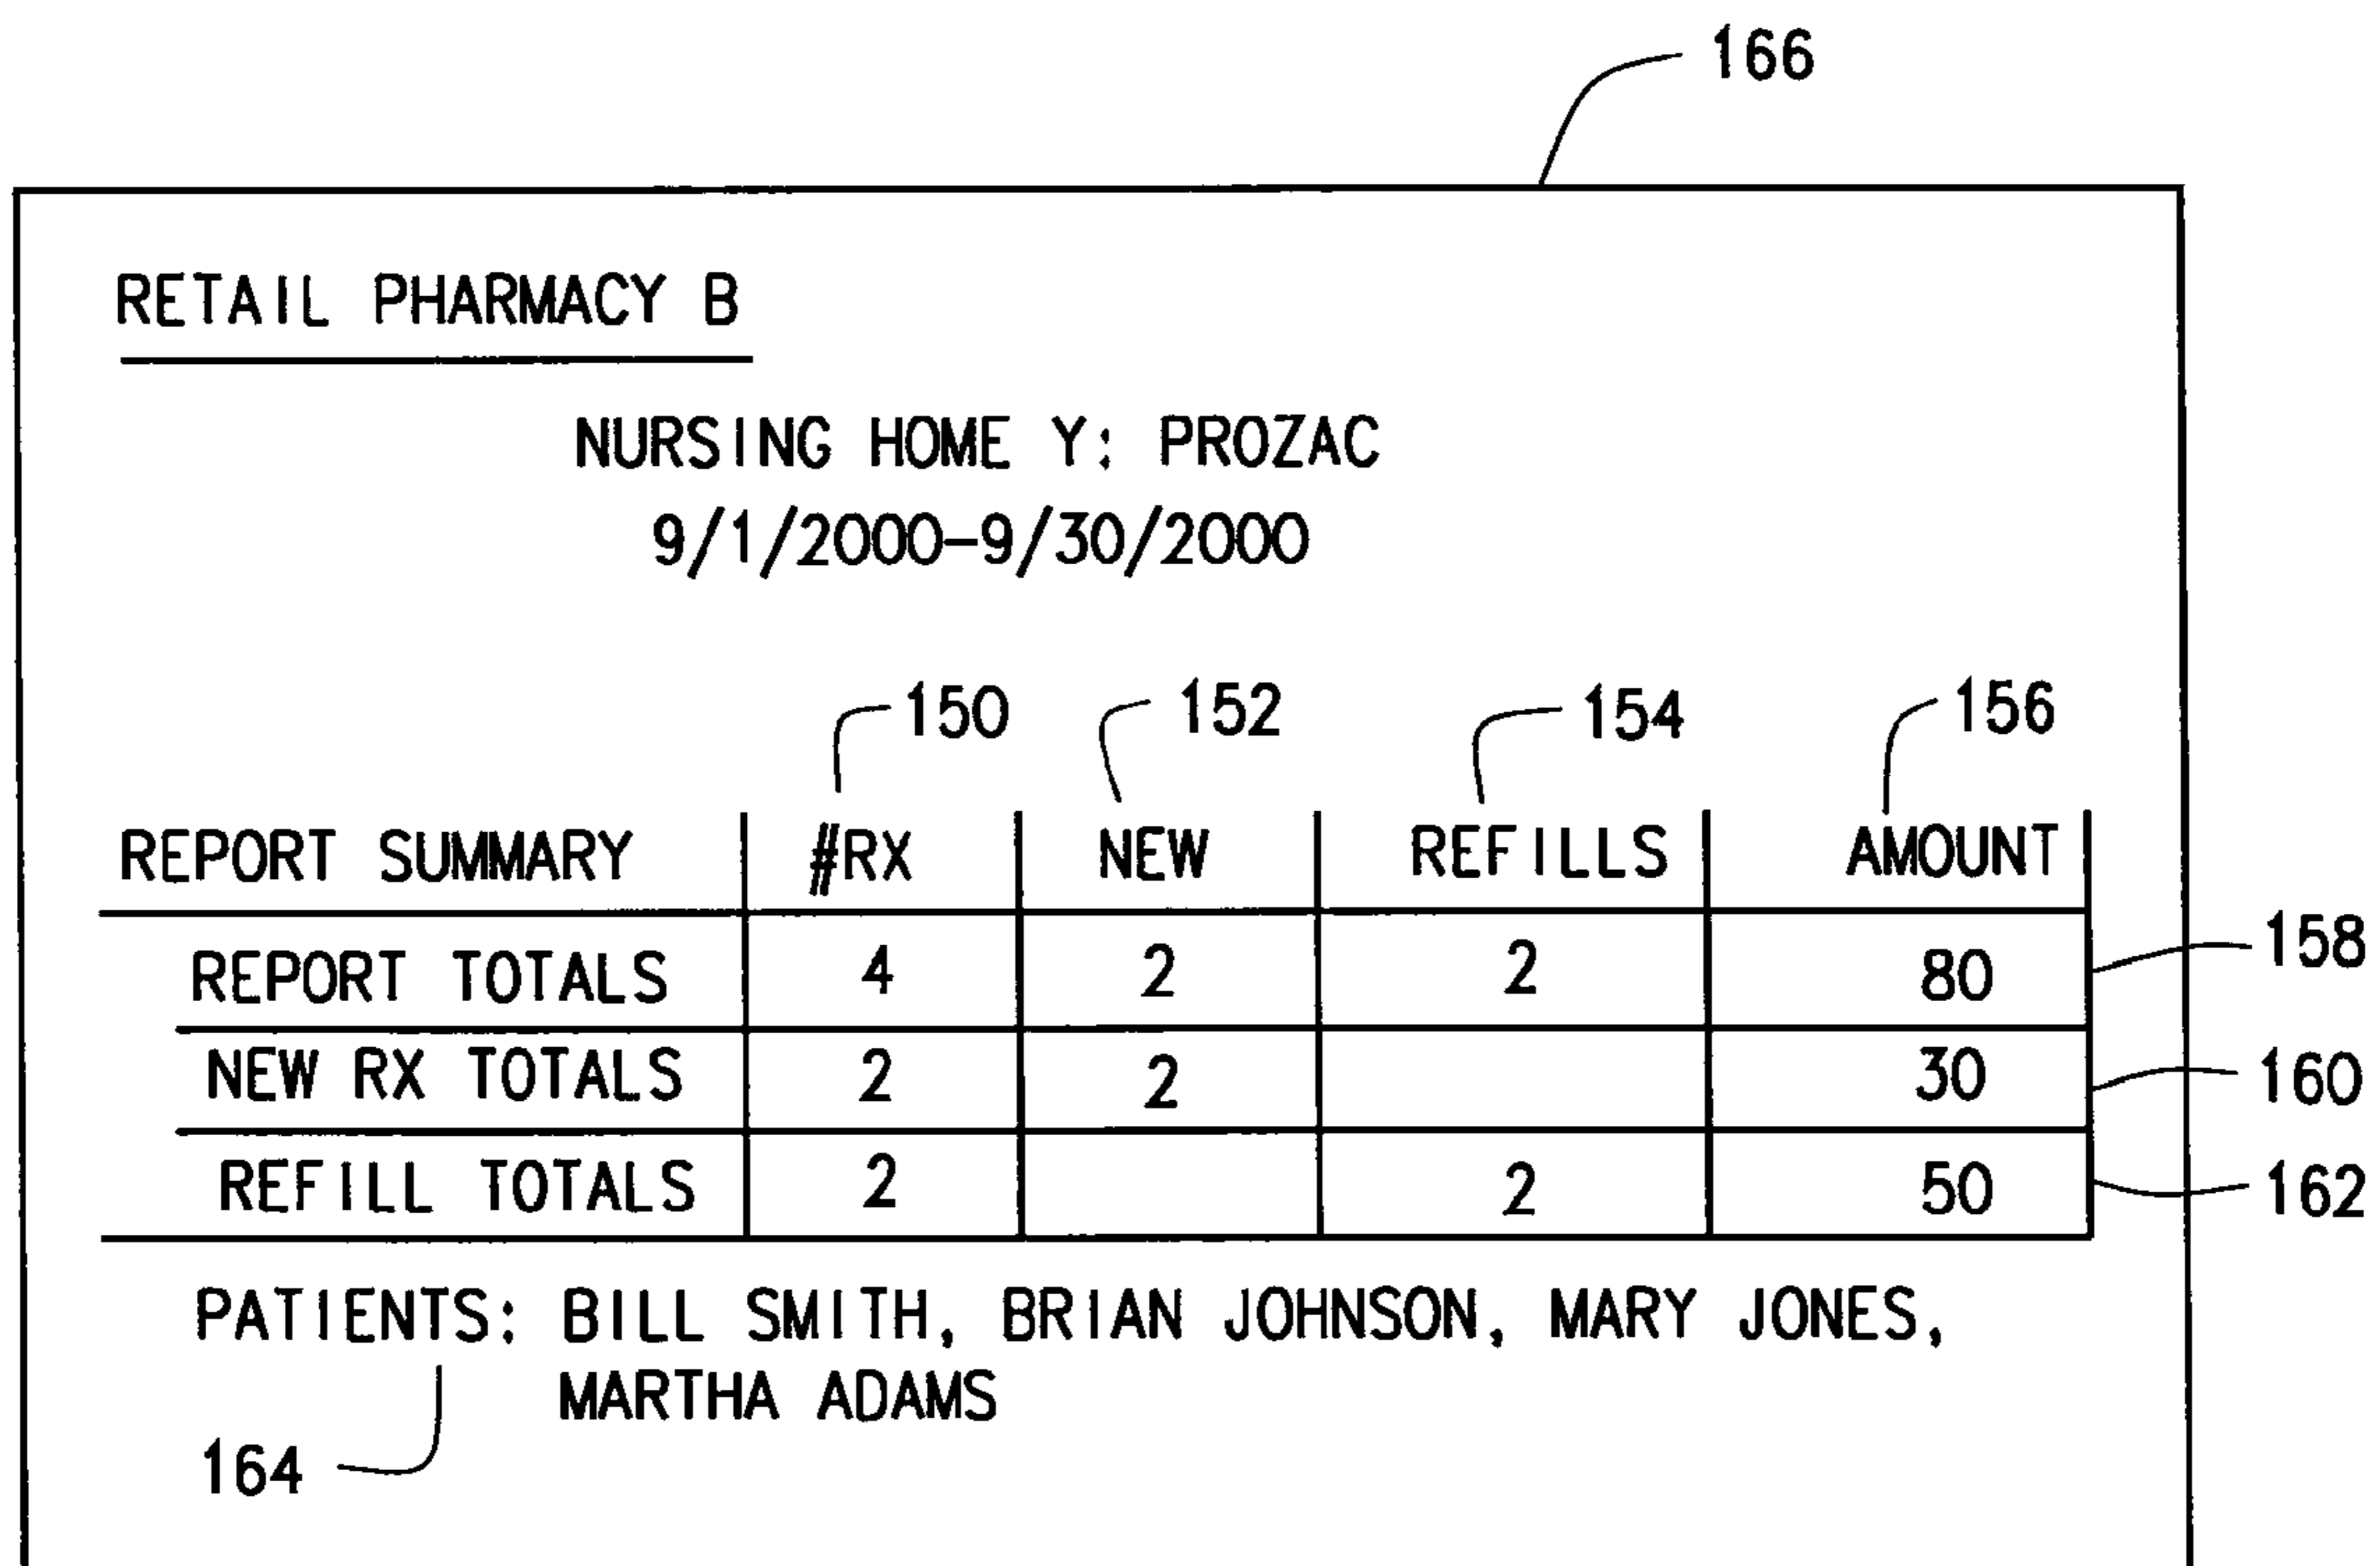 166
RETAIL PHARMACY B
NURSING HOME Y: PROZAC
9/1/2000-9/30/2000
150 152 154 156
REPORT SUMMARY #RX NEW REFILLS AMOUNT
REPORT TOTALS 4 2 2 80 158
NEW RX TOTALS 2 2 30 160
REFILL TOTALS 2 2 50 162
PATIENTS: BILL SMITH, BRIAN JOHNSON, MARY JONES,
MARTHA ADAMS
164